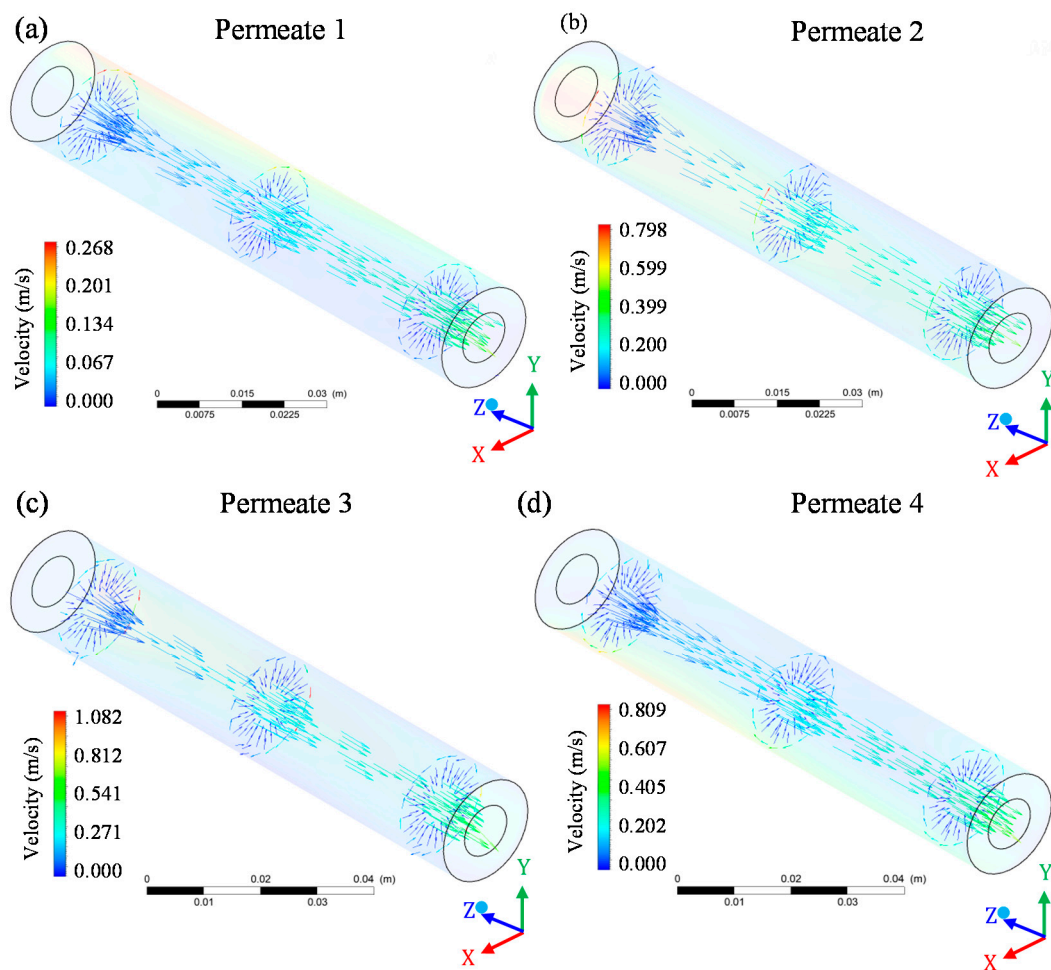 (a) Permeate 1
Velocity (m/s)
0.268
0.201
0.134
0.067
0.000
0 0.015 0.03 (m)
0.0075 0.0225
Y
Z
X
(b) Permeate 2
Velocity (m/s)
0.798
0.599
0.399
0.200
0.000
0 0.015 0.03 (m)
0.0075 0.0225
Y
Z
X
(c) Permeate 3
Velocity (m/s)
1.082
0.812
0.541
0.271
0.000
0 0.02 0.04 (m)
0.01 0.03
Y
Z
X
(d) Permeate 4
Velocity (m/s)
0.809
0.607
0.405
0.202
0.000
0 0.02 0.04 (m)
0.01 0.03
Y
Z
X